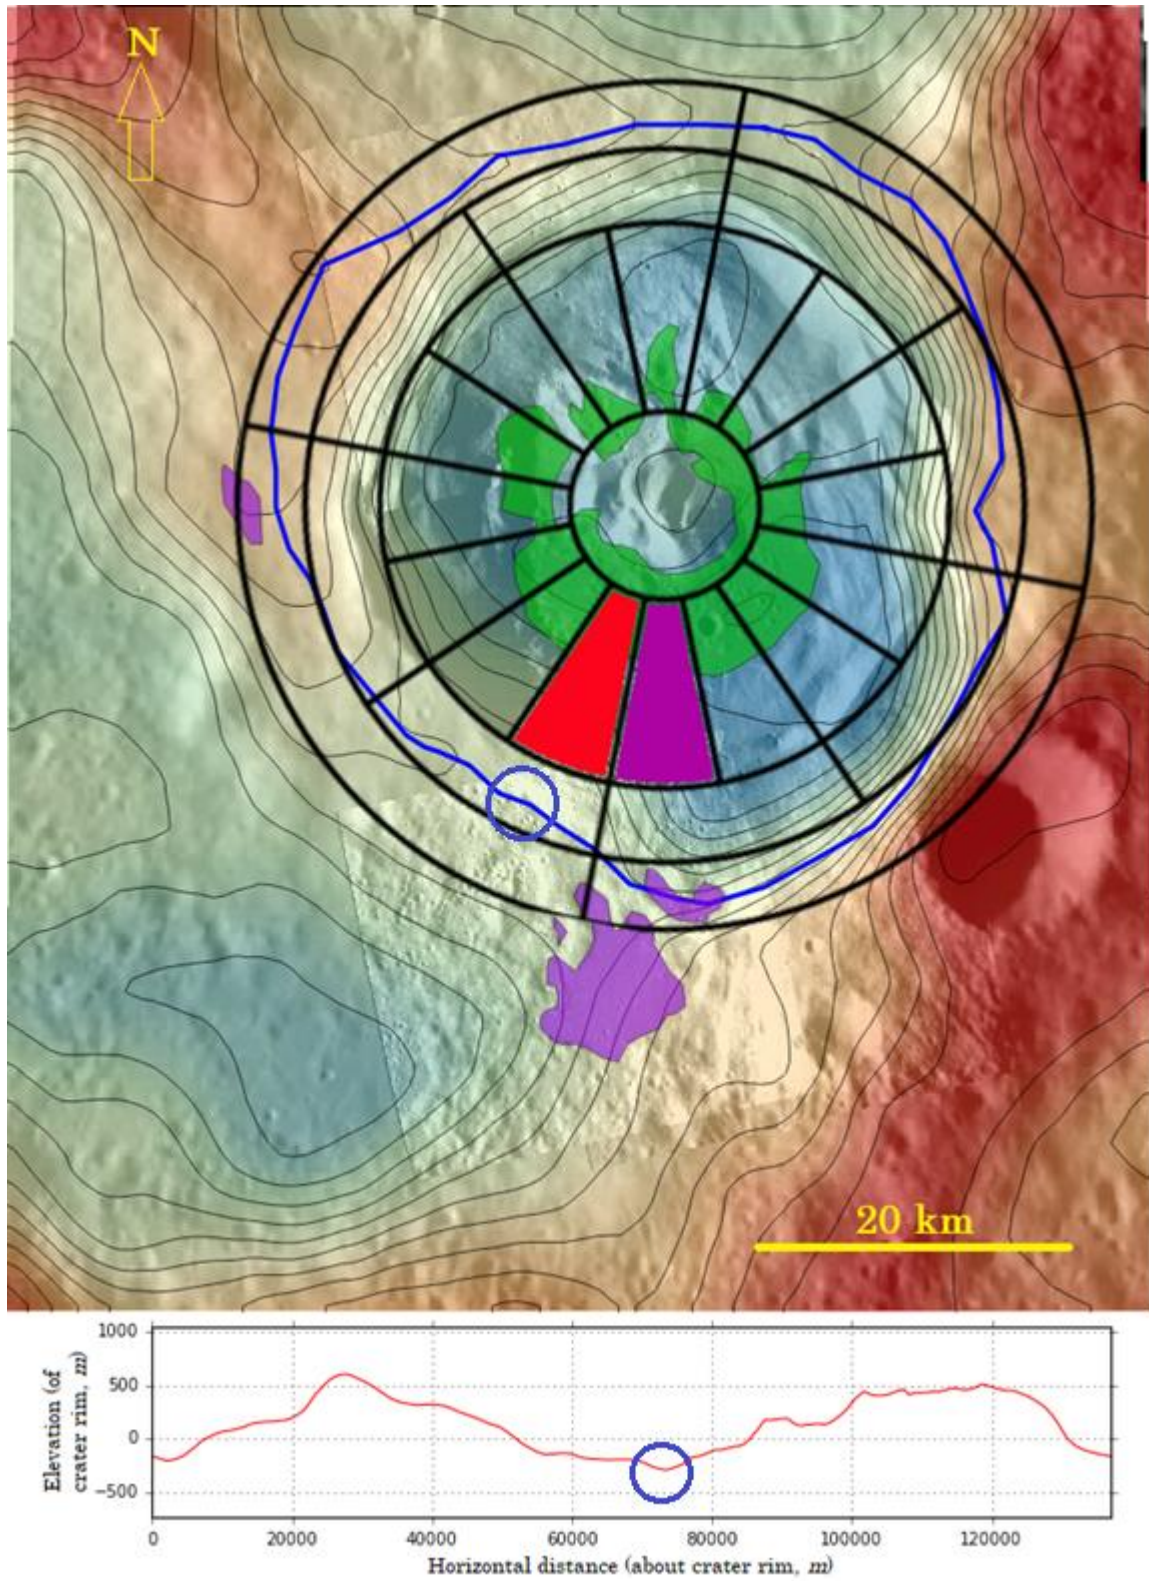 N
20 km
1000
500
0
−500
Elevation (of
crater rim, m)
0 20000 40000 60000 80000 100000 120000
Horizontal distance (about crater rim, m)